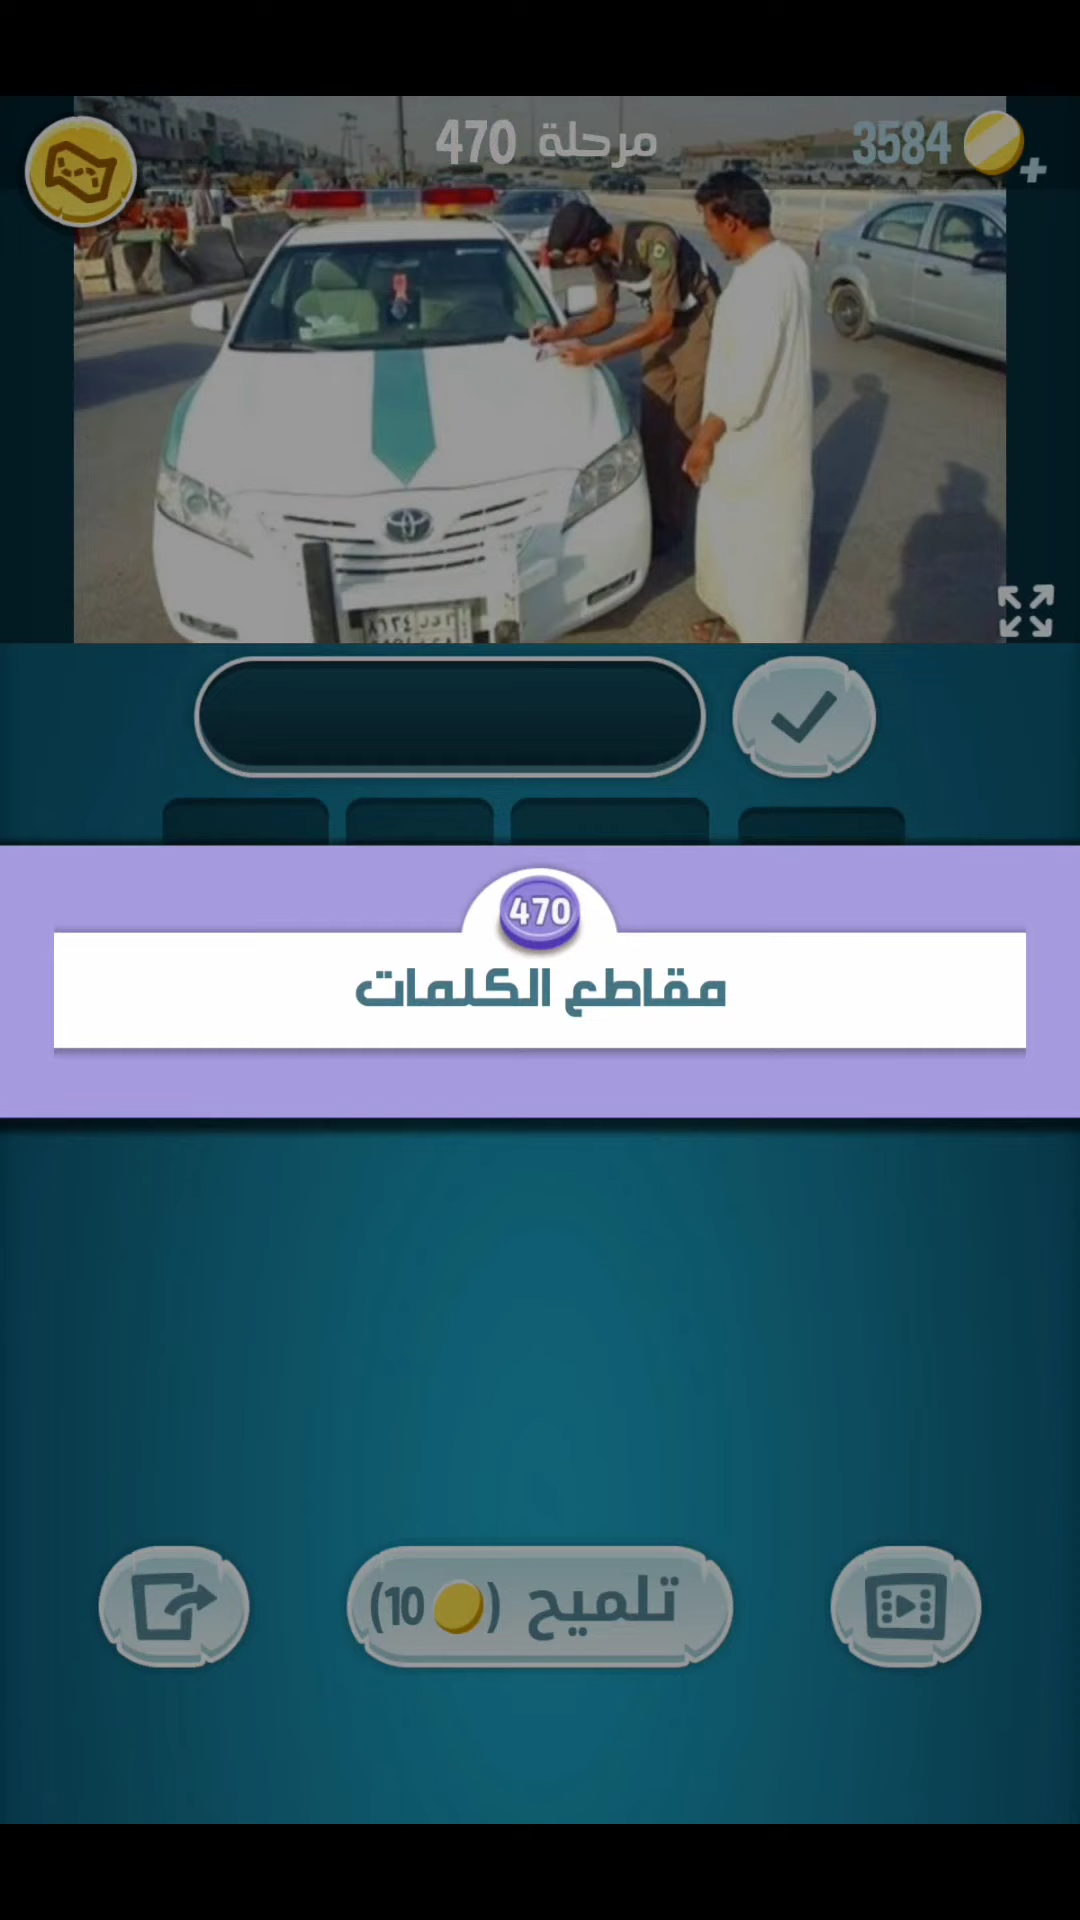 مرحلة 470
3584
470
مقاطع الكلمات
تلميح (10)